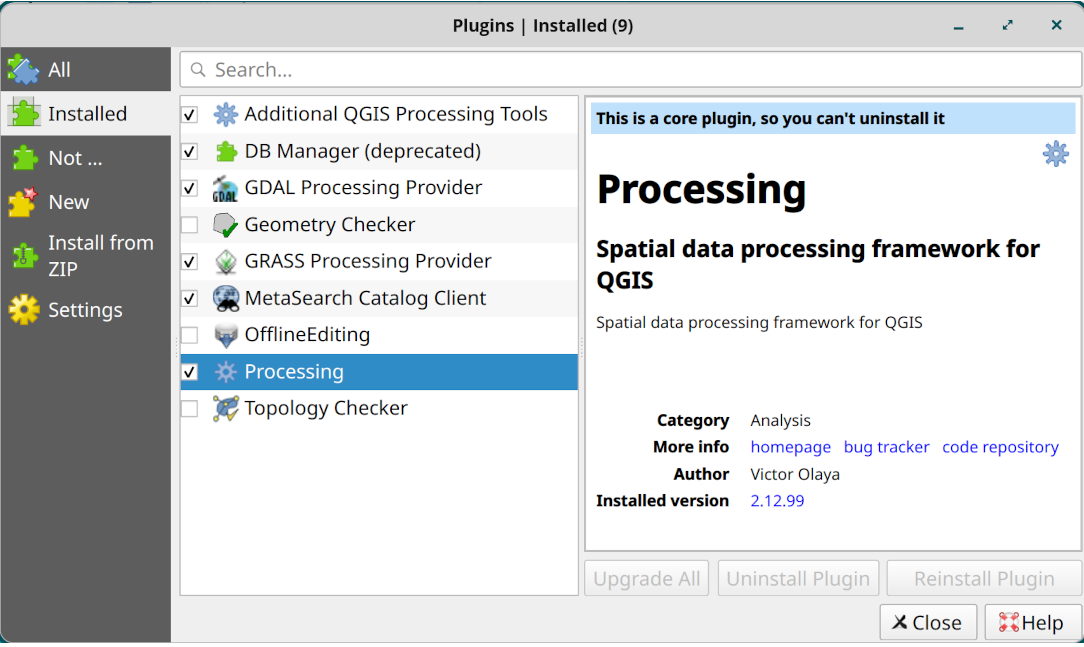 Plugins | Installed (9)
All
Installed
Not ...
New
Install from
ZIP
Settings
Search...
Additional QGIS Processing Tools
DB Manager (deprecated)
GDAL Processing Provider
Geometry Checker
GRASS Processing Provider
MetaSearch Catalog Client
OfflineEditing
Processing
Topology Checker
This is a core plugin, so you can't uninstall it
Processing
Spatial data processing framework for
QGIS
Spatial data processing framework for QGIS
Category Analysis
More info homepage bug tracker code repository
Author Victor Olaya
Installed version 2.12.99
Upgrade All Uninstall Plugin Reinstall Plugin
Close Help